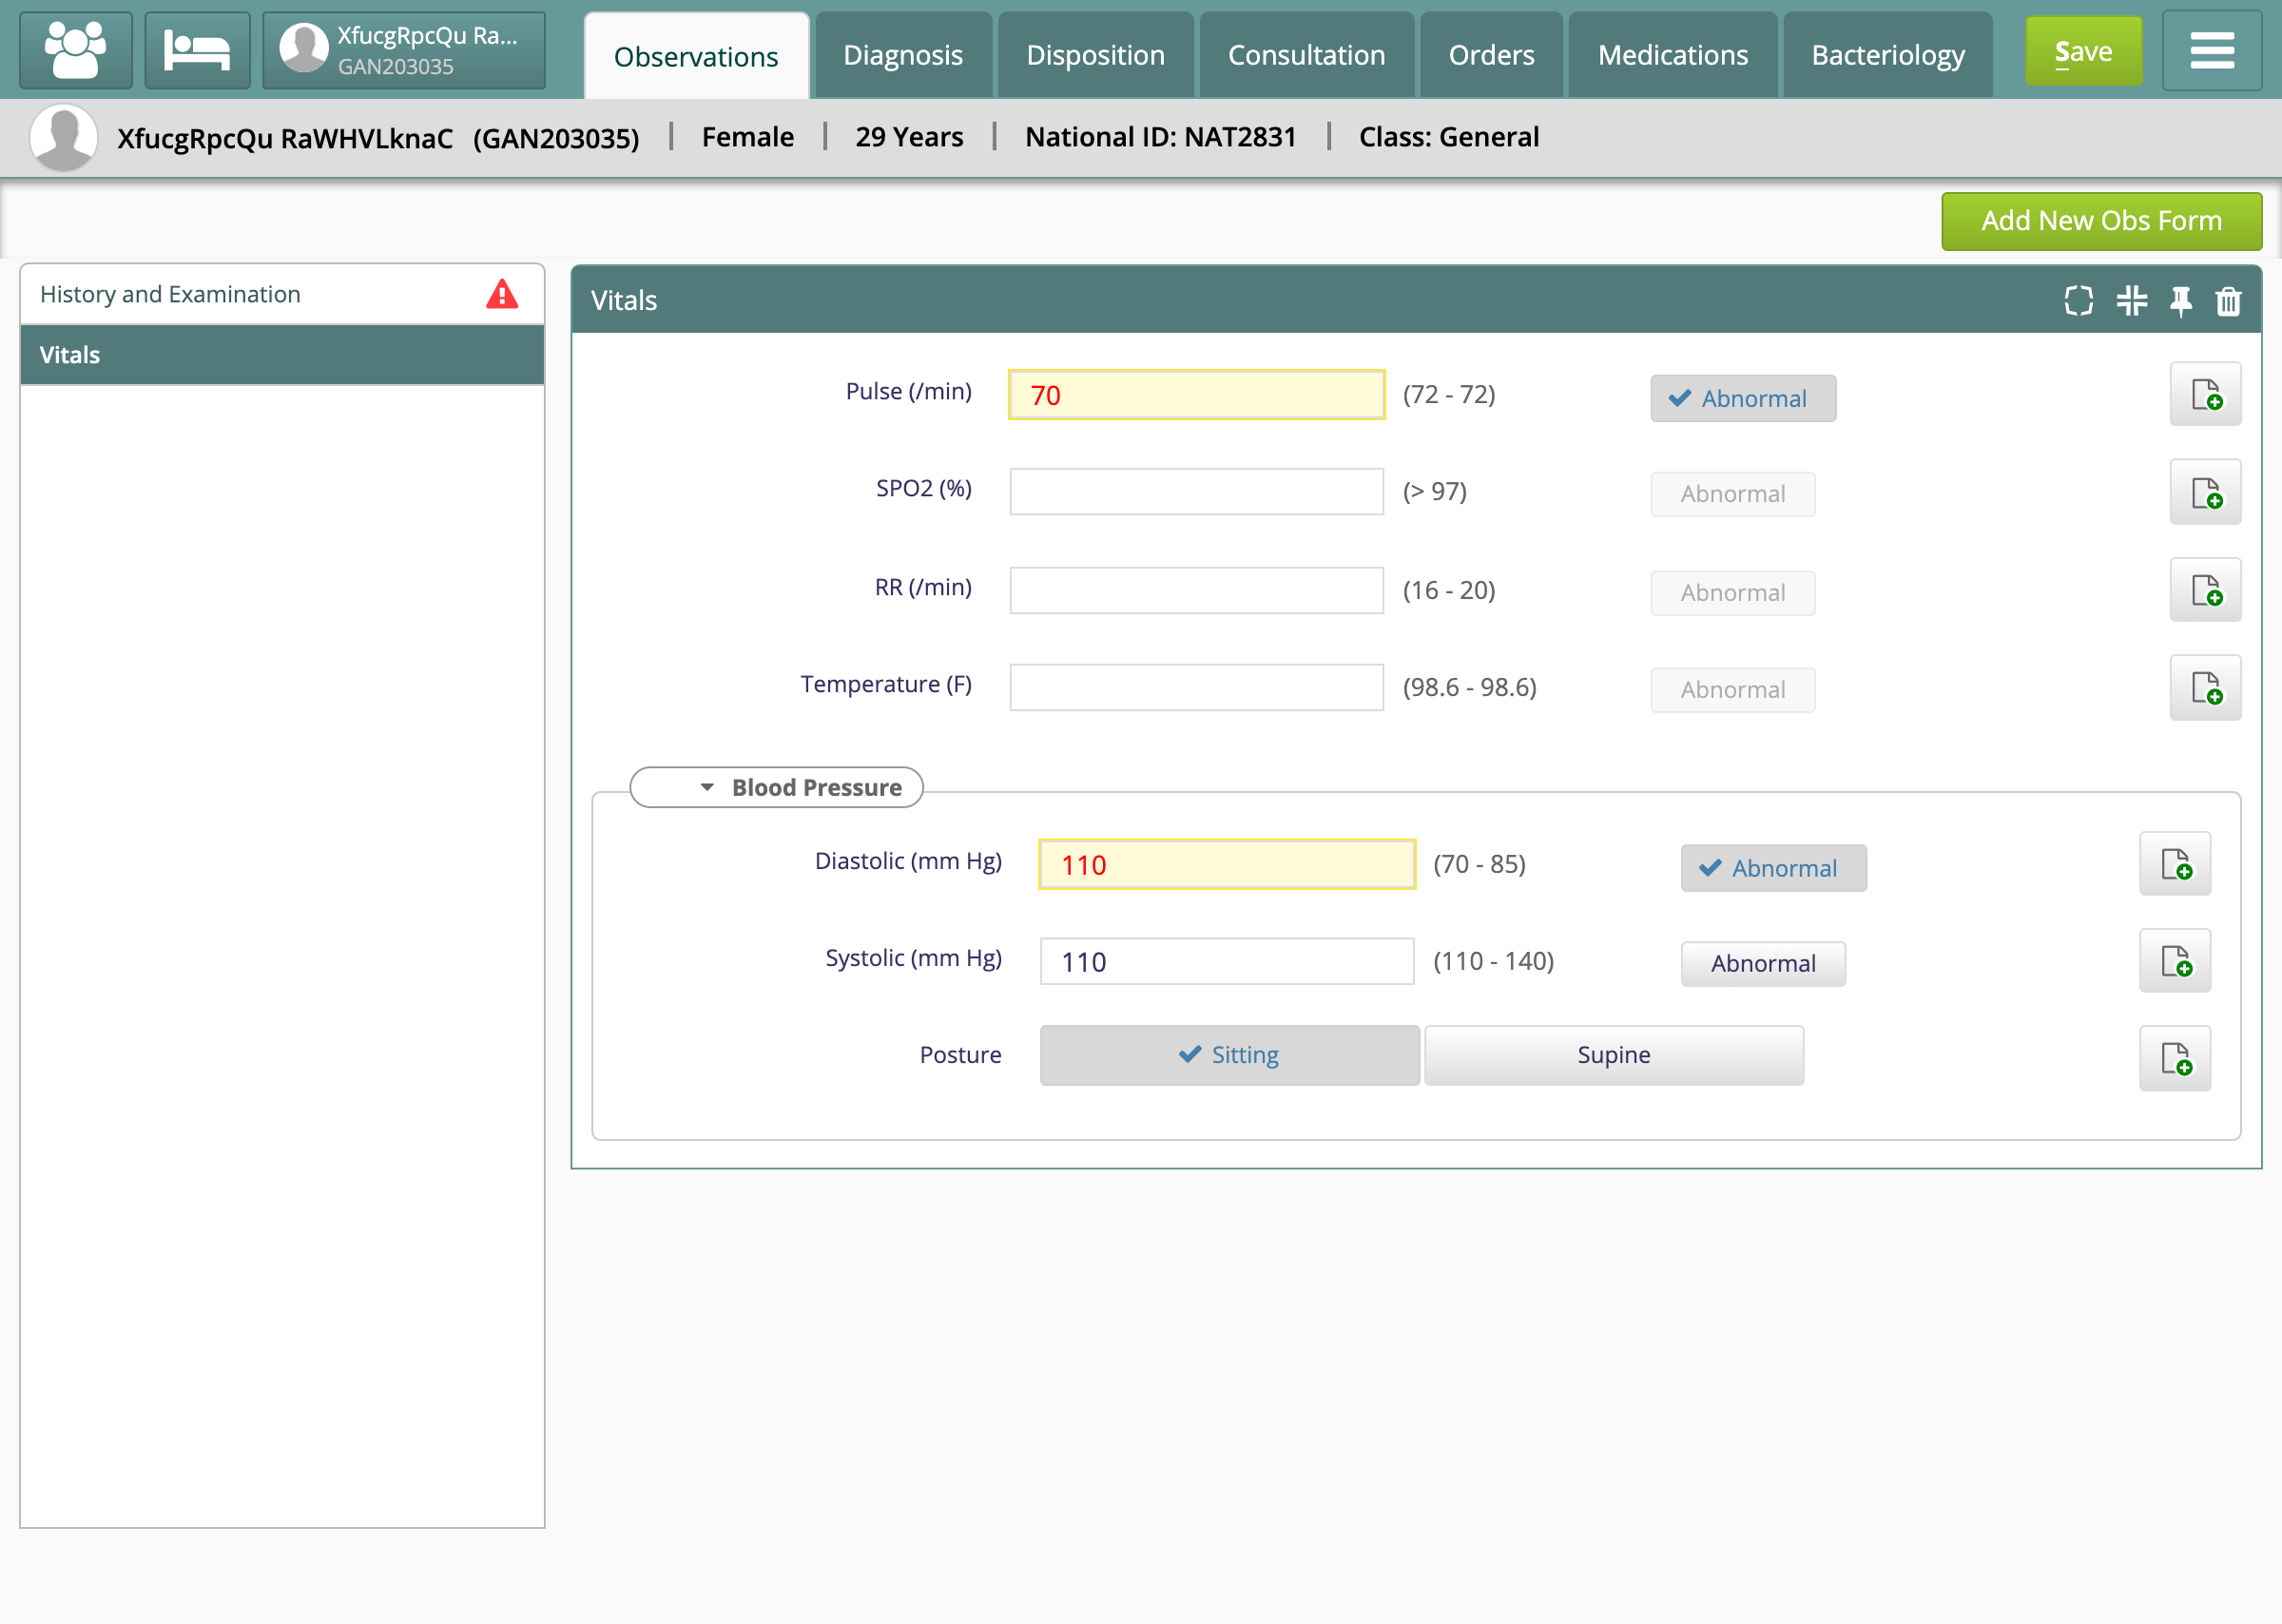 XfucgRpcQu Ra...
GAN203035
Observations
Diagnosis
Disposition
Consultation
Orders
Medications
Bacteriology
Save
XfucgRpcQu RaWHVLknaC (GAN203035) | Female | 29 Years | National ID: NAT2831 | Class: General
Add New Obs Form
History and Examination
Vitals
Vitals
Pulse (/min) 70 (72 - 72) Abnormal
SPO2 (%) (> 97) Abnormal
RR (/min) (16 - 20) Abnormal
Temperature (F) (98.6 - 98.6) Abnormal
Blood Pressure
Diastolic (mm Hg) 110 (70 - 85) Abnormal
Systolic (mm Hg) 110 (110 - 140) Abnormal
Posture Sitting Supine